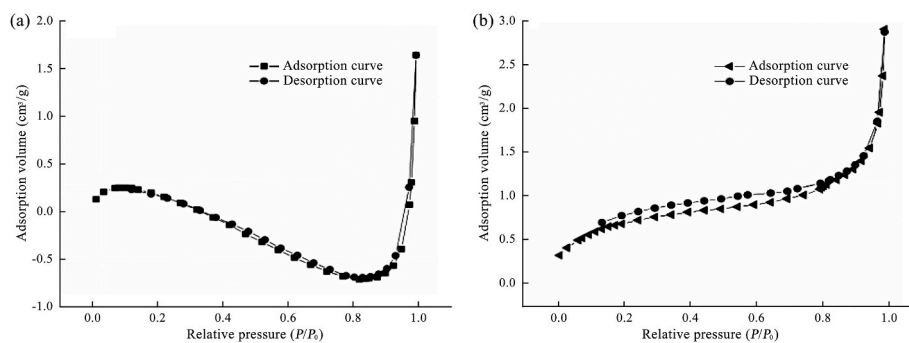 (a)
2.0
1.5
1.0
0.5
0.0
-0.5
-1.0
Adsorption volume (cm³/g)
Adsorption curve
Desorption curve
0.0 0.2 0.4 0.6 0.8 1.0
Relative pressure (P/P₀)
(b)
3.0
2.5
2.0
1.5
1.0
0.5
0.0
Adsorption volume (cm³/g)
Adsorption curve
Desorption curve
0.0 0.2 0.4 0.6 0.8 1.0
Relative pressure (P/P₀)